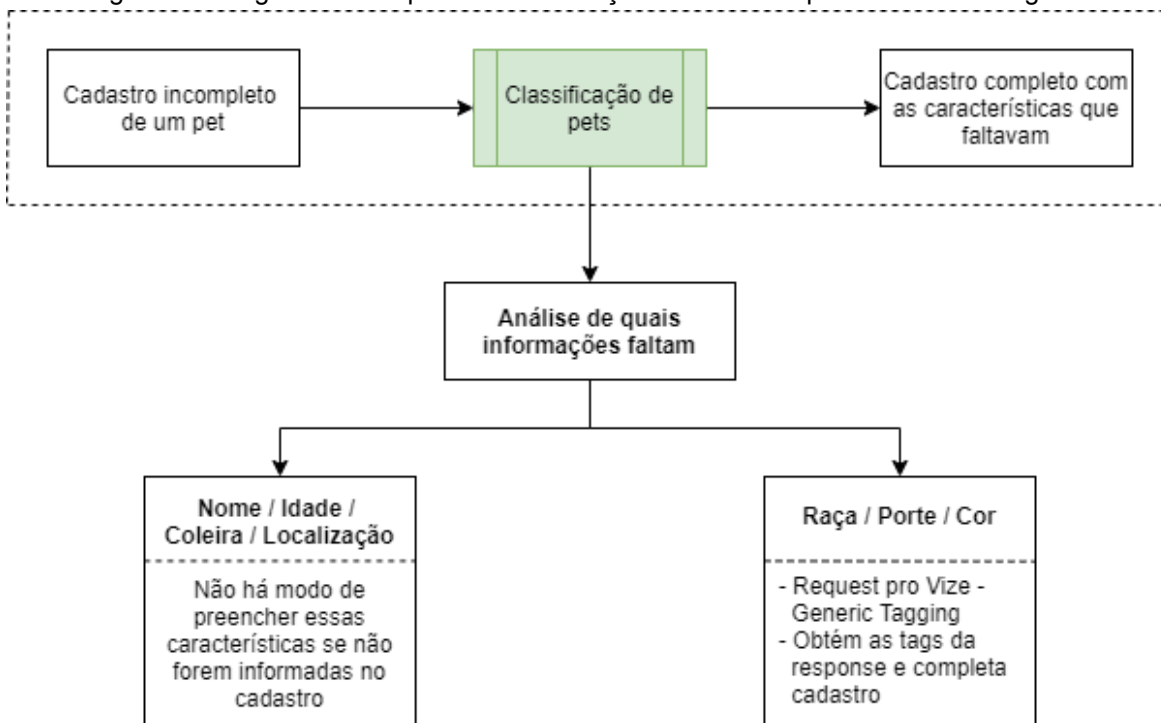 Cadastro incompleto
de um pet
Classificação de
pets
Cadastro completo com
as características que
faltavam
Análise de quais
informações faltam
Nome / Idade /
Coleira / Localização
Não há modo de
preencher essas
características se não
forem informadas no
cadastro
Raça / Porte / Cor
- Request pro Vize -
Generic Tagging
- Obtém as tags da
response e completa
cadastro